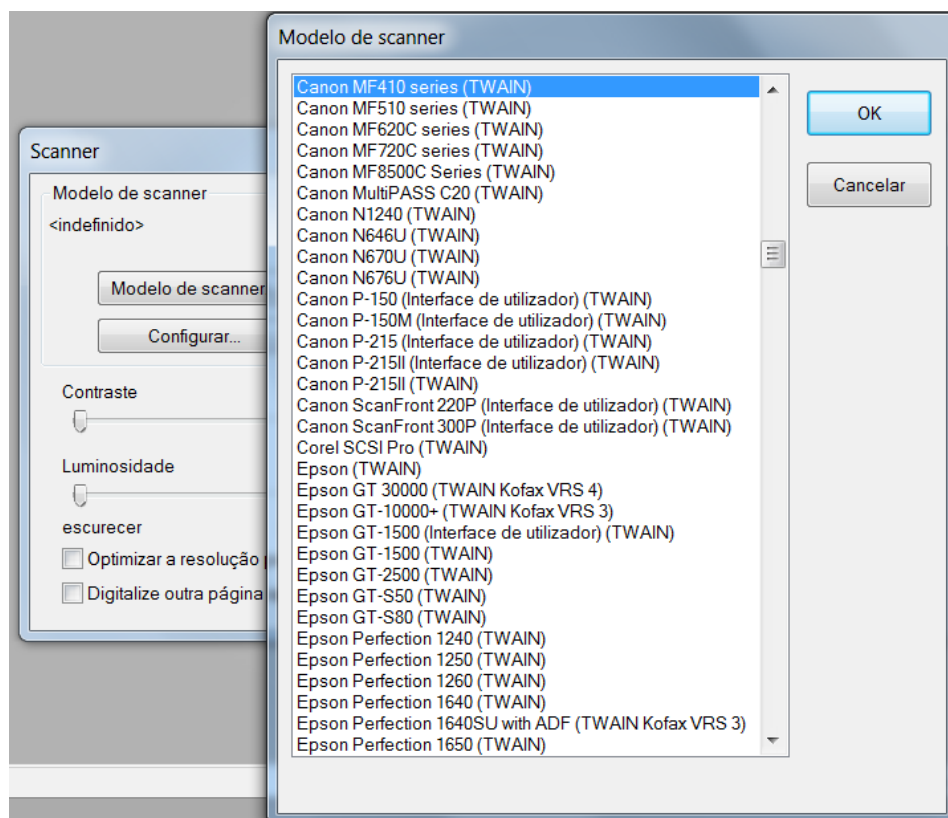 Modelo de scanner
Canon MF410 series (TWAIN)
Canon MF510 series (TWAIN)
Canon MF620C series (TWAIN)
Canon MF720C series (TWAIN)
Canon MF8500C Series (TWAIN)
Canon MultiPASS C20 (TWAIN)
Canon N1240 (TWAIN)
Canon N646U (TWAIN)
Canon N670U (TWAIN)
Canon N676U (TWAIN)
Canon P-150 (Interface de utilizador) (TWAIN)
Canon P-150M (Interface de utilizador) (TWAIN)
Canon P-215 (Interface de utilizador) (TWAIN)
Canon P-215II (Interface de utilizador) (TWAIN)
Canon P-215II (TWAIN)
Canon ScanFront 220P (Interface de utilizador) (TWAIN)
Canon ScanFront 300P (Interface de utilizador) (TWAIN)
Corel SCSI Pro (TWAIN)
Epson (TWAIN)
Epson GT 30000 (TWAIN Kofax VRS 4)
Epson GT-10000+ (TWAIN Kofax VRS 3)
Epson GT-1500 (Interface de utilizador) (TWAIN)
Epson GT-1500 (TWAIN)
Epson GT-2500 (TWAIN)
Epson GT-S50 (TWAIN)
Epson GT-S80 (TWAIN)
Epson Perfection 1240 (TWAIN)
Epson Perfection 1250 (TWAIN)
Epson Perfection 1260 (TWAIN)
Epson Perfection 1640 (TWAIN)
Epson Perfection 1640SU with ADF (TWAIN Kofax VRS 3)
Epson Perfection 1650 (TWAIN)
OK
Cancelar
Scanner
Modelo de scanner
<indefinido>
Modelo de scanner
Configurar...
Contraste
Luminosidade
escurecer
Optimizar a resolução
Digitalize outra página